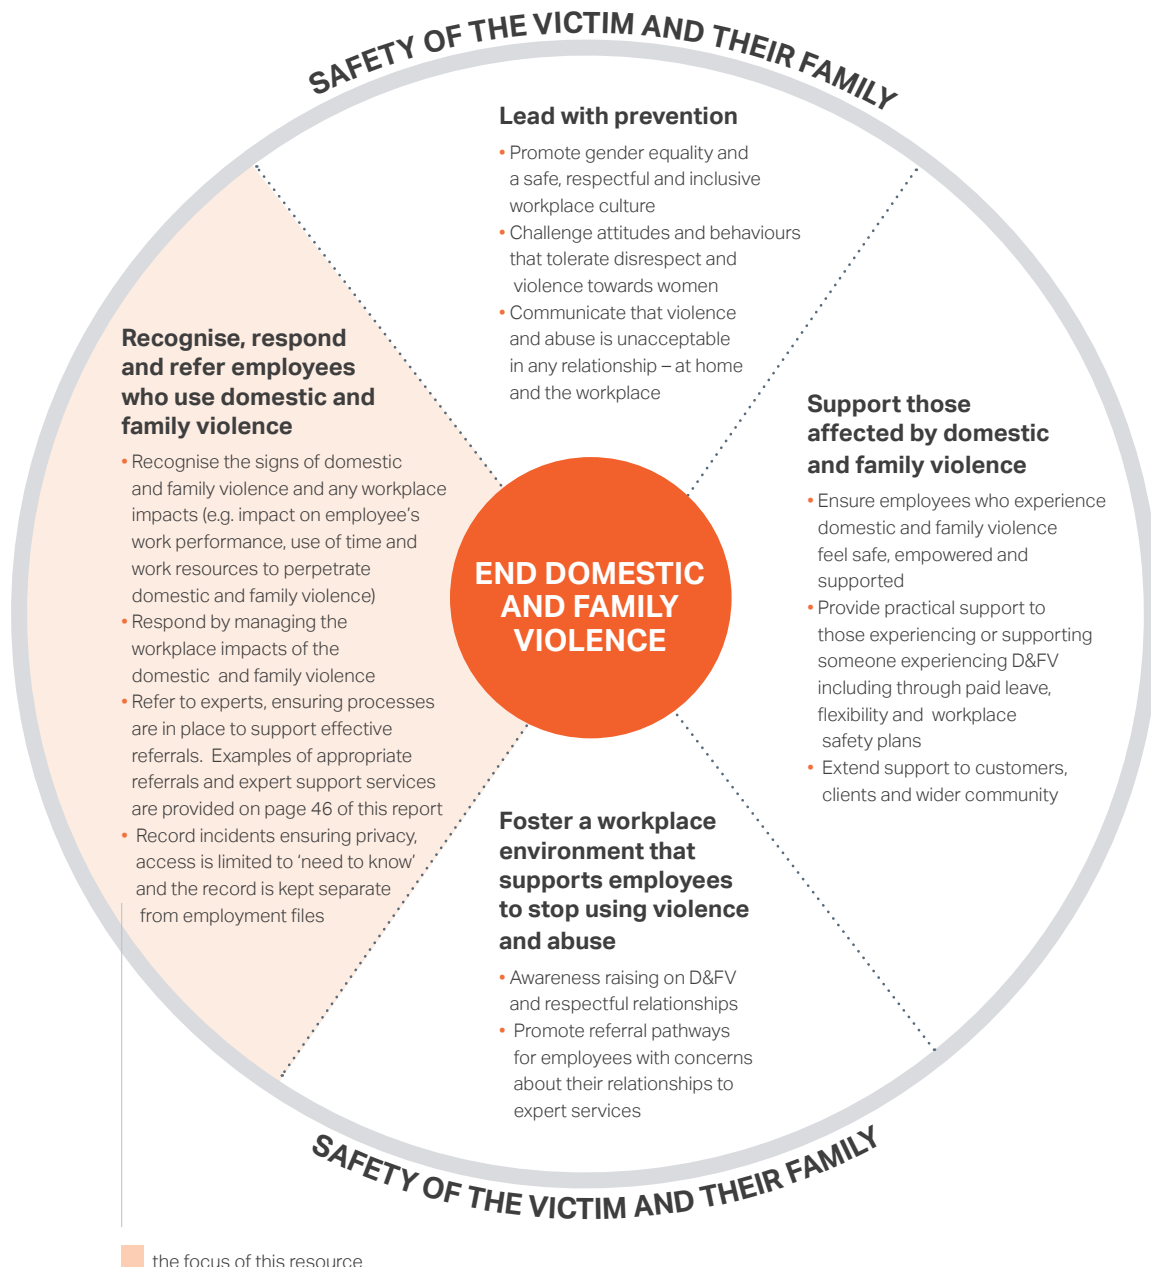 SAFETY OF THE VICTIM AND THEIR FAMILY
Lead with prevention
• Promote gender equality and
a safe, respectful and inclusive
workplace culture
• Challenge attitudes and behaviours
that tolerate disrespect and
violence towards women
• Communicate that violence
and abuse is unacceptable
in any relationship – at home
and the workplace
Recognise, respond
and refer employees
who use domestic and
family violence
• Recognise the signs of domestic
and family violence and any workplace
impacts (e.g. impact on employee’s
work performance, use of time and
work resources to perpetrate
domestic and family violence)
• Respond by managing the
workplace impacts of the
domestic and family violence
• Refer to experts, ensuring processes
are in place to support effective
referrals. Examples of appropriate
referrals and expert support services
are provided on page 46 of this report
• Record incidents ensuring privacy,
access is limited to ‘need to know’
and the record is kept separate
from employment files
END DOMESTIC
AND FAMILY
VIOLENCE
Support those
affected by domestic
and family violence
• Ensure employees who experience
domestic and family violence
feel safe, empowered and
supported
• Provide practical support to
those experiencing or supporting
someone experiencing D&FV
including through paid leave,
flexibility and workplace
safety plans
• Extend support to customers,
clients and wider community
Foster a workplace
environment that
supports employees
to stop using violence
and abuse
• Awareness raising on D&FV
and respectful relationships
• Promote referral pathways
for employees with concerns
about their relationships to
expert services
SAFETY OF THE VICTIM AND THEIR FAMILY
the focus of this resource